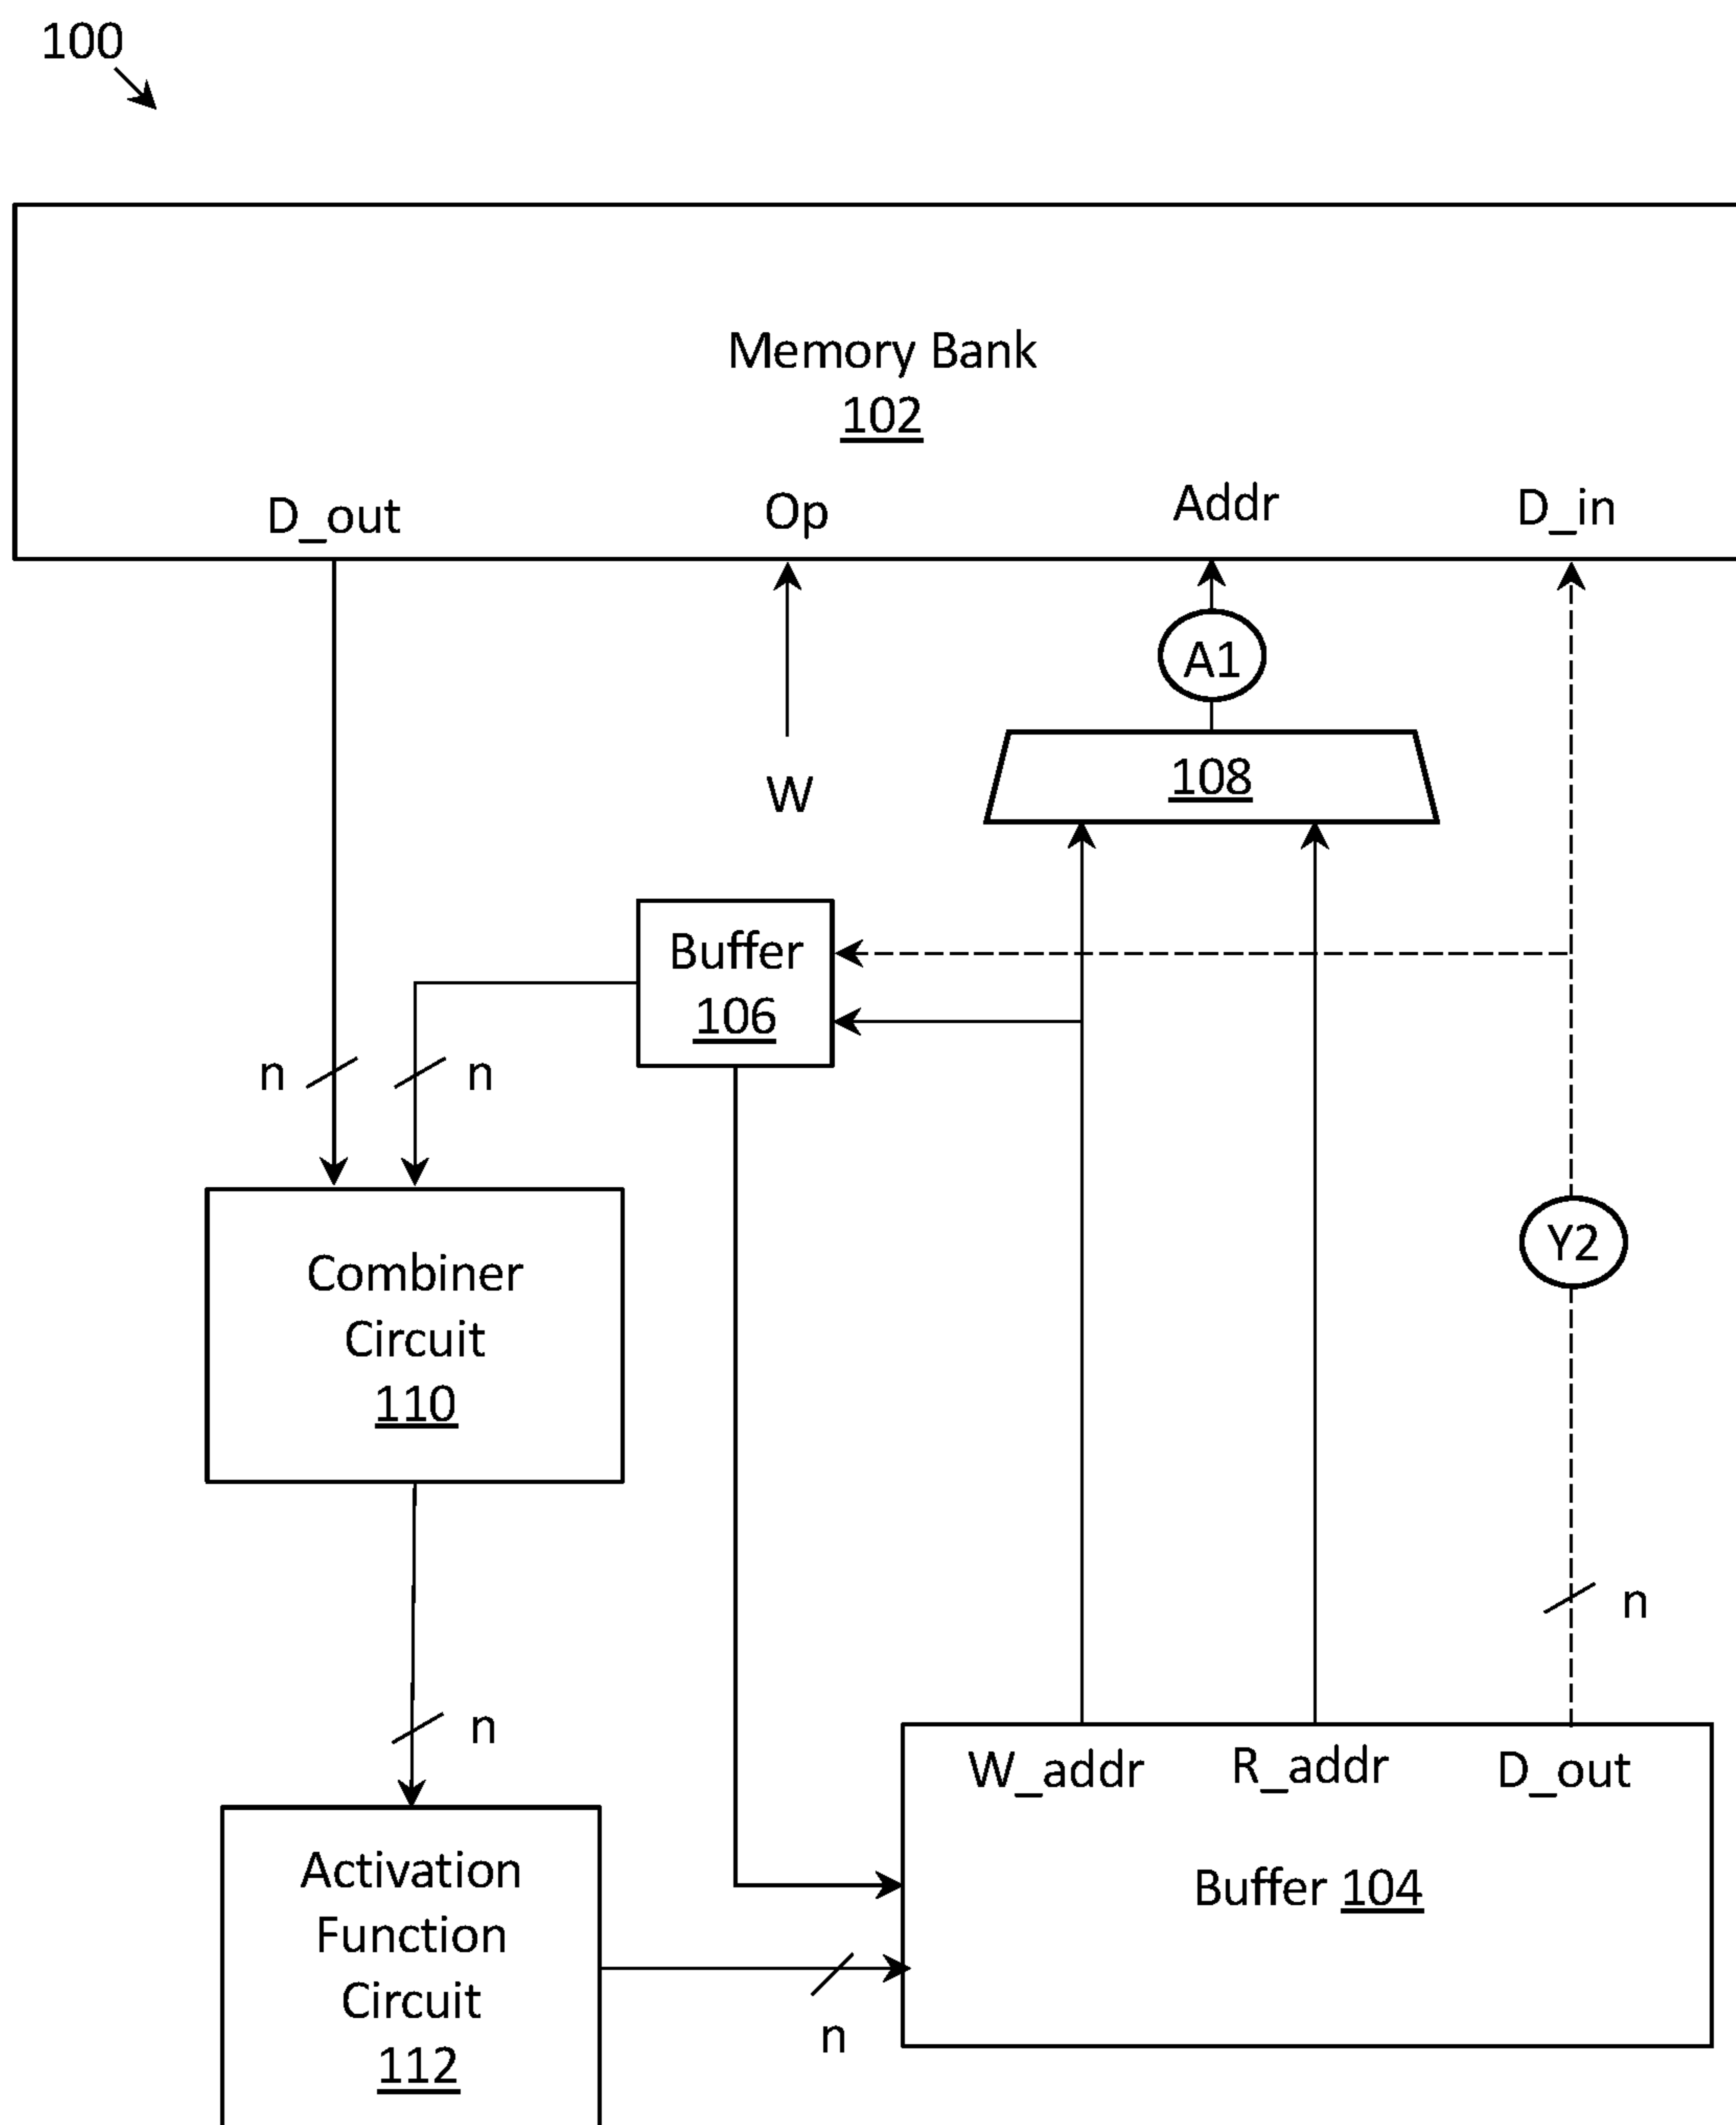 100
Memory Bank
102
D_out
Op
Addr
D_in
A1
W
108
Buffer
106
n
n
Combiner
Circuit
110
Y2
n
n
W_addr
R_addr
D_out
Activation
Function
Circuit
112
Buffer 104
n